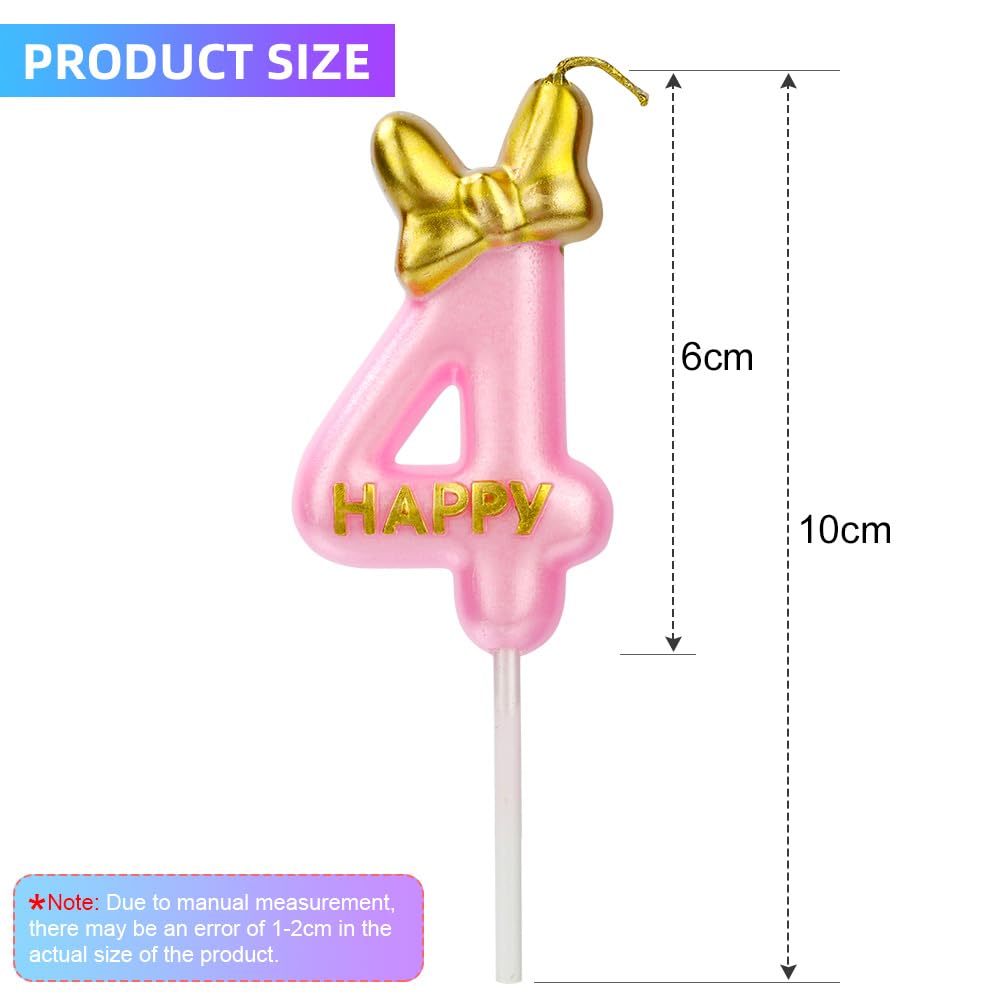 PRODUCT SIZE
6cm
4
HAPPY
10cm
*Note: Due to manual measurement,
there may be an error of 1-2cm in the
actual size of the product.